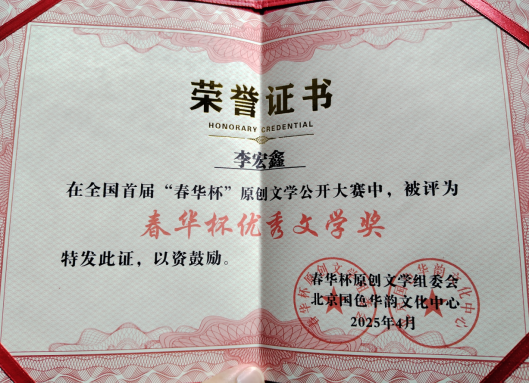 荣誉证书
HONORARY CREDENTIAL
李宏鑫
在全国首届“春华杯”原创文学公开大赛中，被评为
春华杯优秀文学奖
特发此证，以资鼓励。
春华杯原创文学组委会
北京国色华韵文化中心
2025年4月